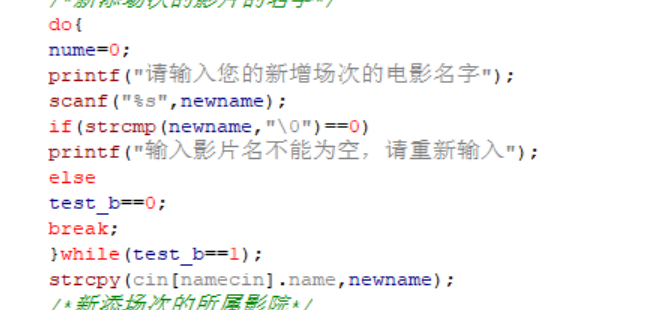 /*新添场次的影片的名字*/
do{
nume=0;
printf("请输入您的新增场次的电影名字");
scanf("%s",newname);
if(strcmp(newname,"\0")==0)
printf("输入影片名不能为空，请重新输入");
else
test_b==0;
break;
}while(test_b==1);
strcpy(cin[namecin].name,newname);
/*新添场次的所属影院*/